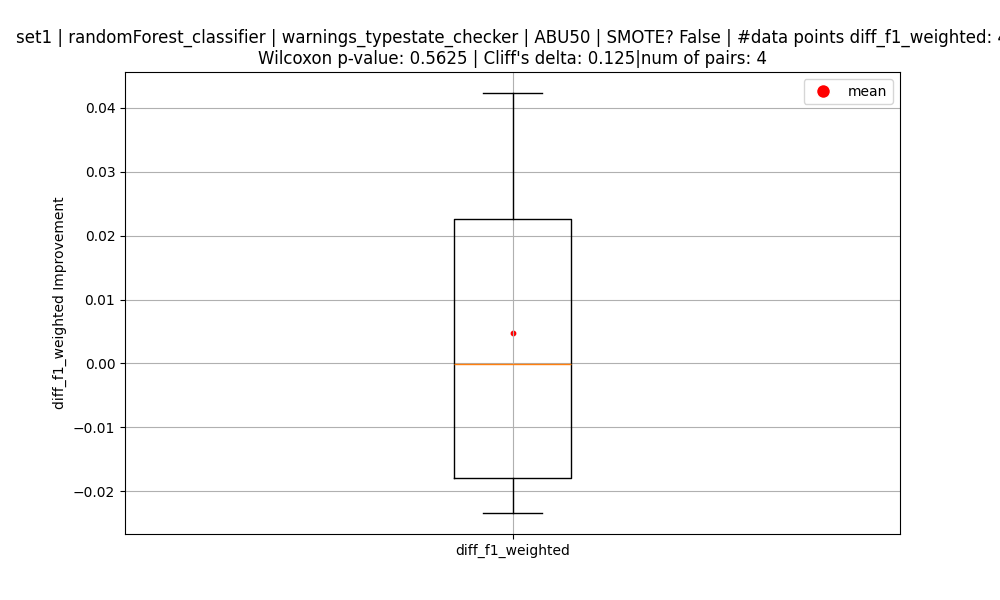 set1 | randomForest_classifier | warnings_typestate_checker | ABU50 | SMOTE? False | #data points diff_f1_weighted:
Wilcoxon p-value: 0.5625 | Cliff's delta: 0.125|num of pairs: 4
mean
0.04
0.03
0.02
0.01
0.00
−0.01
−0.02
diff_f1_weighted Improvement
diff_f1_weighted